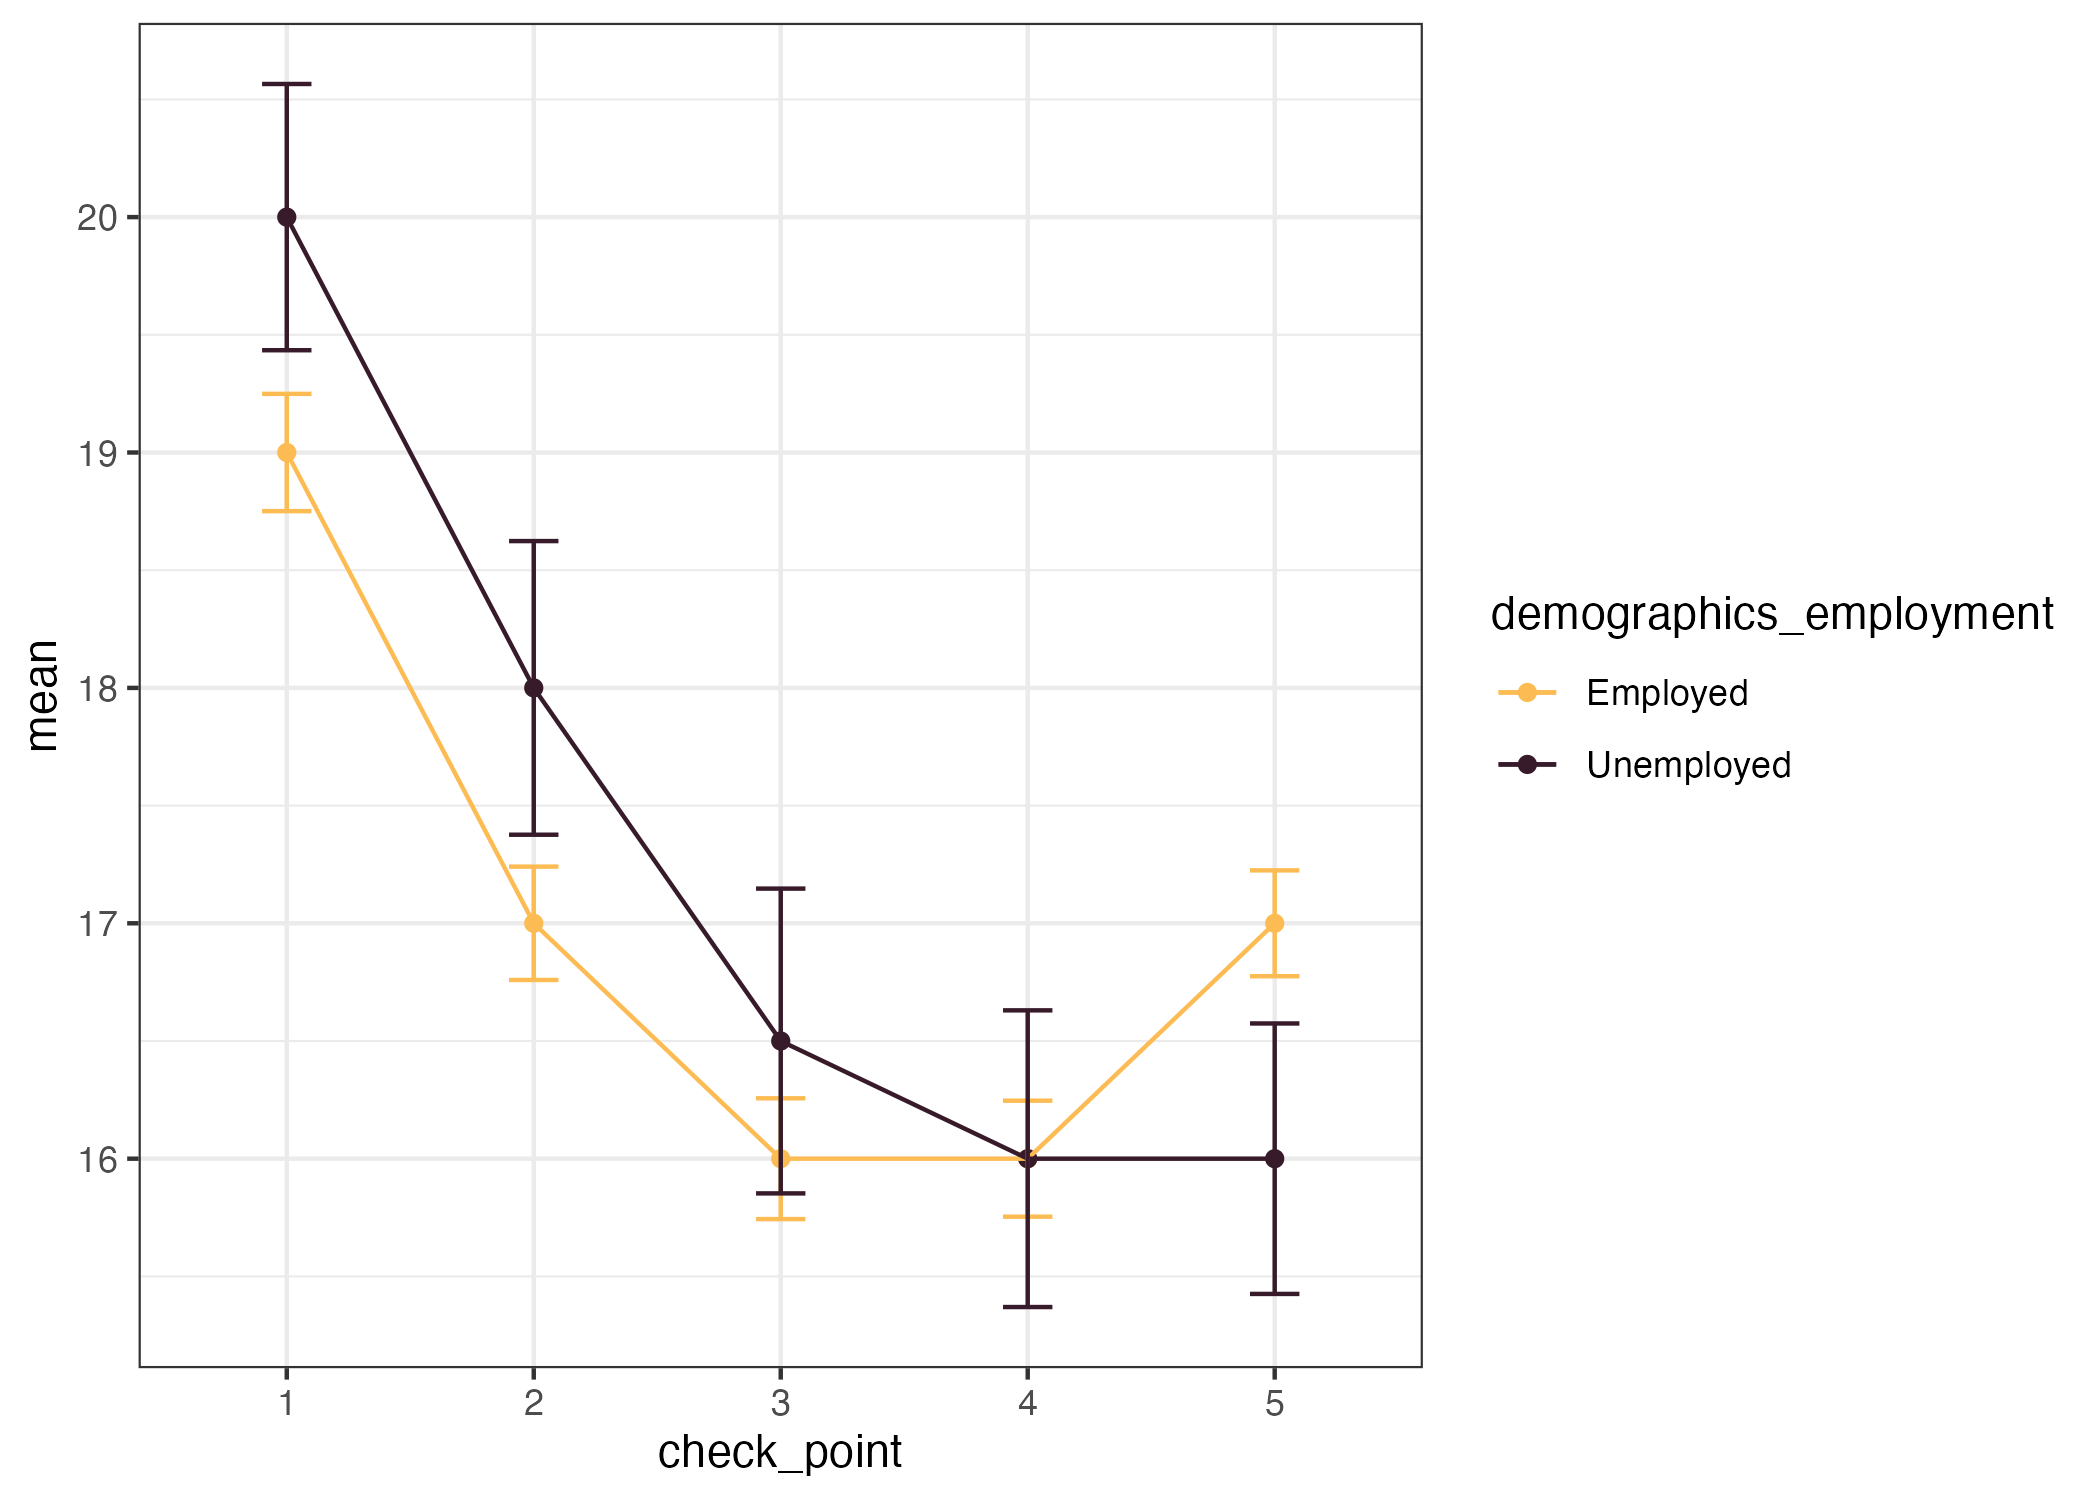 20
19
18
17
16
mean
1 2 3 4 5
check_point
demographics_employment
Employed
Unemployed